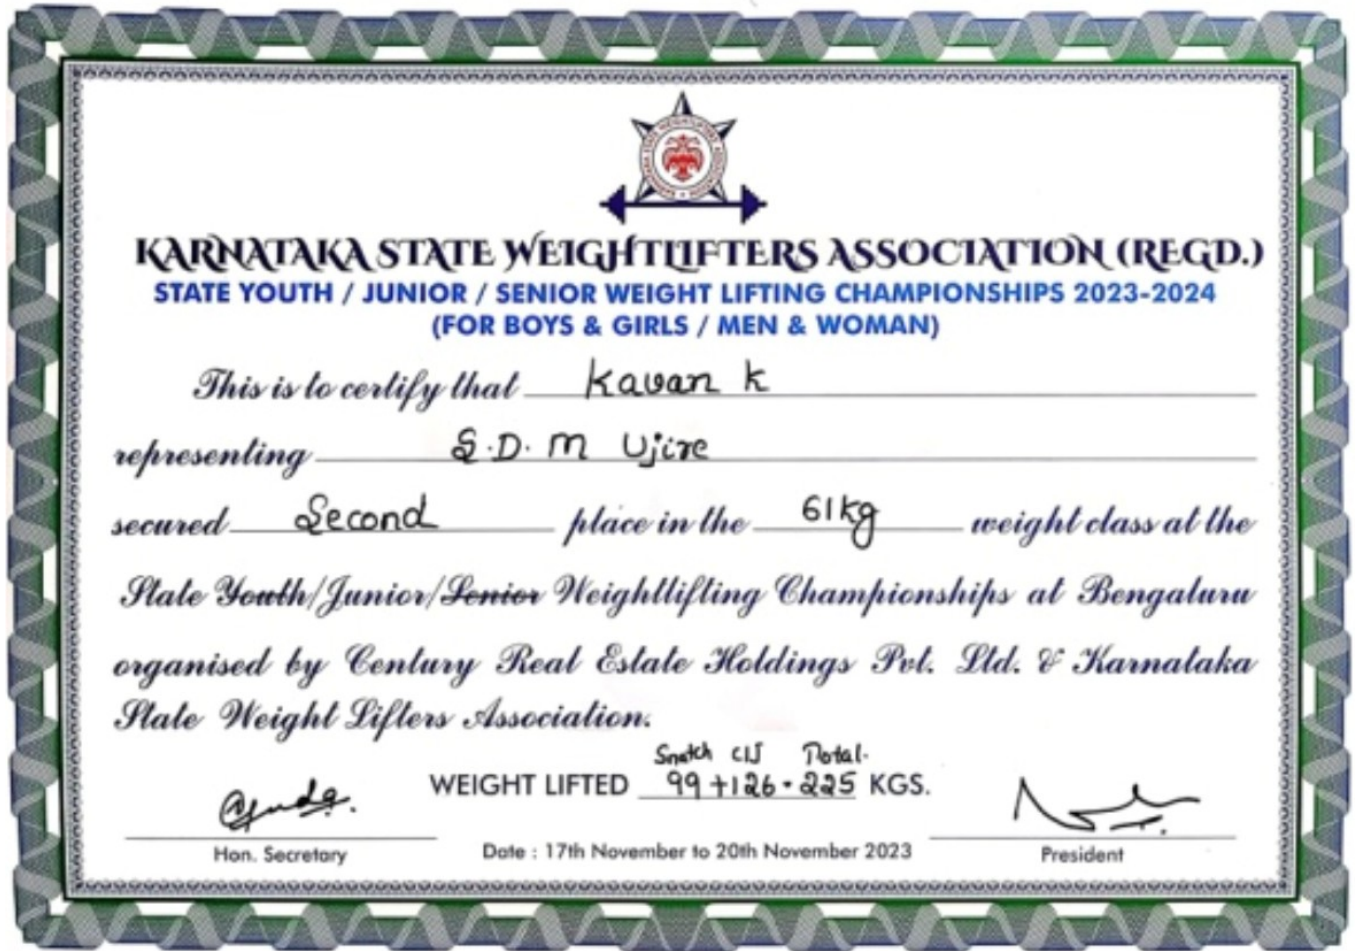 KARNATAKA STATE WEIGHTLIFTERS ASSOCIATION (REGD.)
STATE YOUTH / JUNIOR / SENIOR WEIGHT LIFTING CHAMPIONSHIPS 2023-2024
(FOR BOYS & GIRLS / MEN & WOMAN)
This is to certify that Kavan K
representing S.D.M Ujire
secured Second place in the 61kg weight class at the
State Youth/Junior/Senior Weightlifting Championships at Bengaluru
organised by Century Real Estate Holdings Pvt. Ltd. & Karnataka
State Weight Lifters Association.
Snatch C&J Total.
WEIGHT LIFTED 99+126-225 KGS.
Hon. Secretary Date : 17th November to 20th November 2023 President